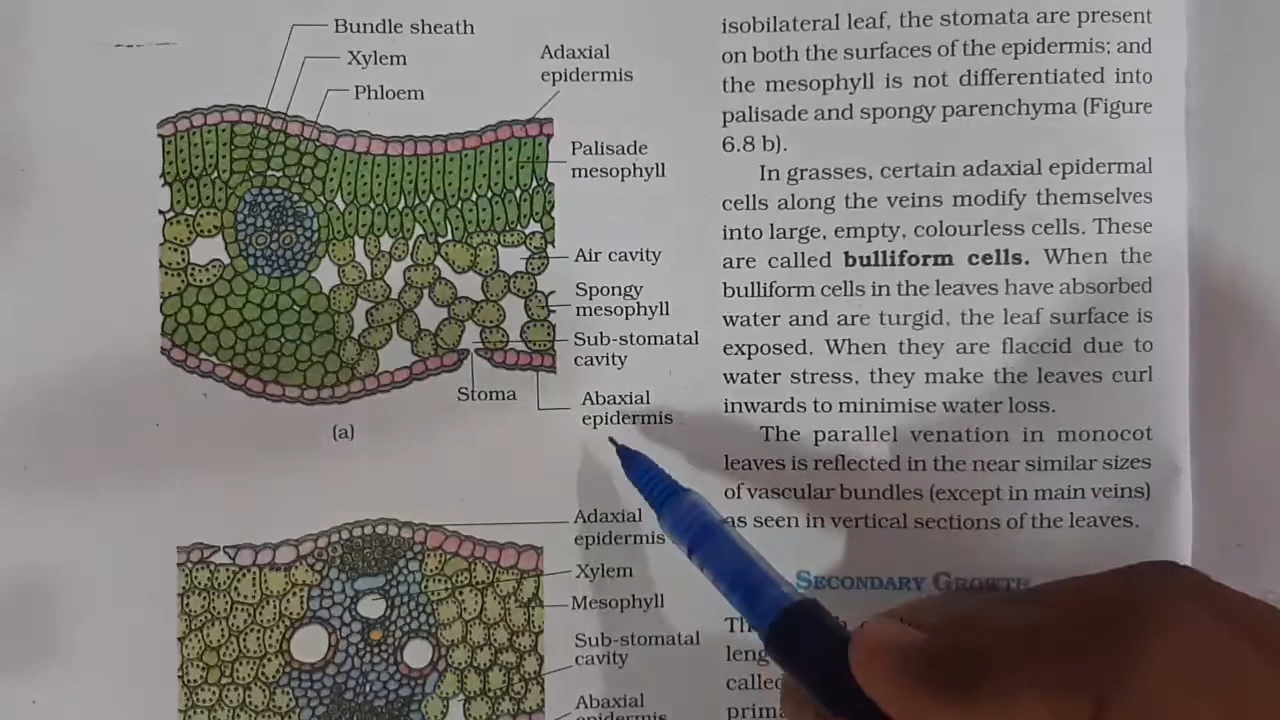 Bundle sheath
Xylem
Phloem
Adaxial
epidermis
Palisade
mesophyll
Air cavity
Spongy
mesophyll
Sub-stomatal
cavity
Stoma
Abaxial
epidermis
(a)
Adaxial
epidermis
Xylem
Mesophyll
Sub-stomatal
cavity
Abaxial
epidermis
isobilateral leaf, the stomata are present
on both the surfaces of the epidermis; and
the mesophyll is not differentiated into
palisade and spongy parenchyma (Figure
6.8 b).
In grasses, certain adaxial epidermal
cells along the veins modify themselves
into large, empty, colourless cells. These
are called bulliform cells. When the
bulliform cells in the leaves have absorbed
water and are turgid, the leaf surface is
exposed. When they are flaccid due to
water stress, they make the leaves curl
inwards to minimise water loss.
The parallel venation in monocot
leaves is reflected in the near similar sizes
of vascular bundles (except in main veins)
as seen in vertical sections of the leaves.
SECONDARY GROWTH